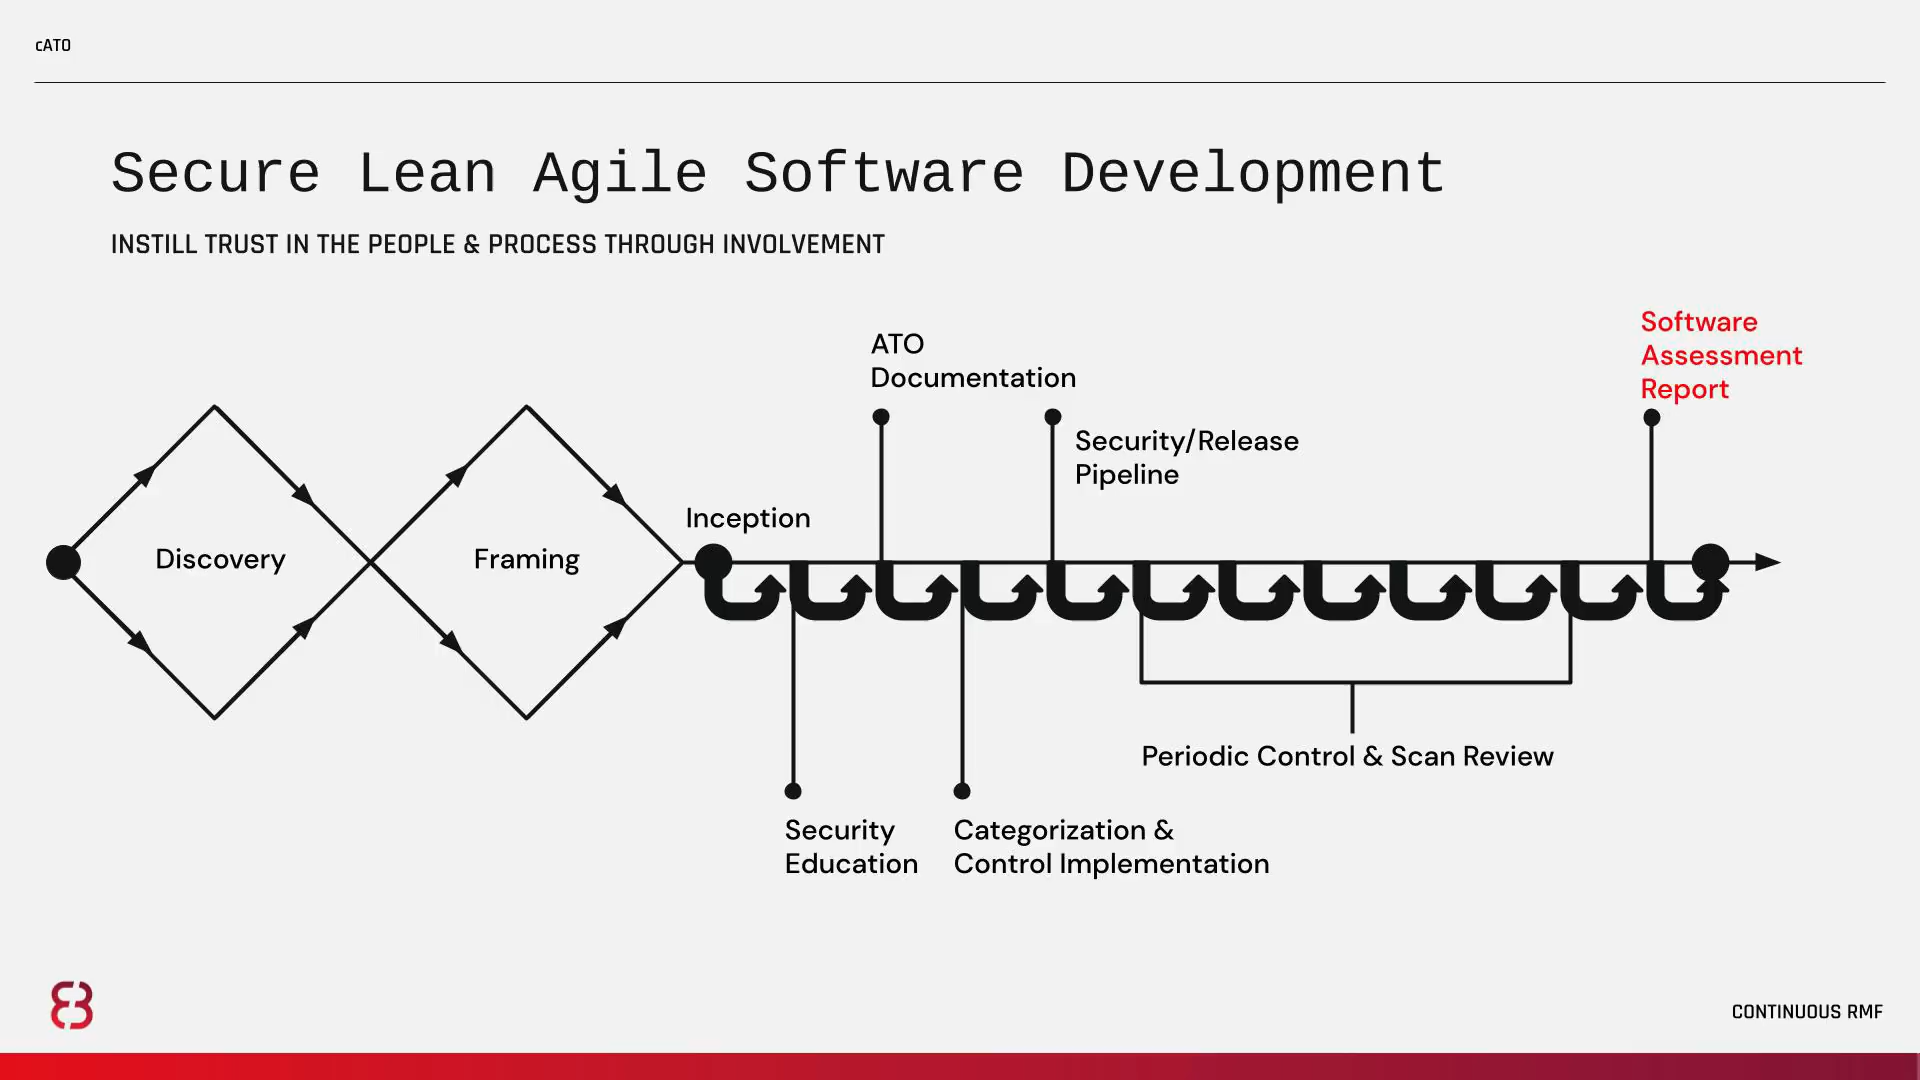 cATO
Secure Lean Agile Software Development
INSTILL TRUST IN THE PEOPLE & PROCESS THROUGH INVOLVEMENT
Software
Assessment
Report
ATO
Documentation
Security/Release
Pipeline
Inception
Discovery
Framing
Periodic Control & Scan Review
Security
Education
Categorization &
Control Implementation
CONTINUOUS RMF